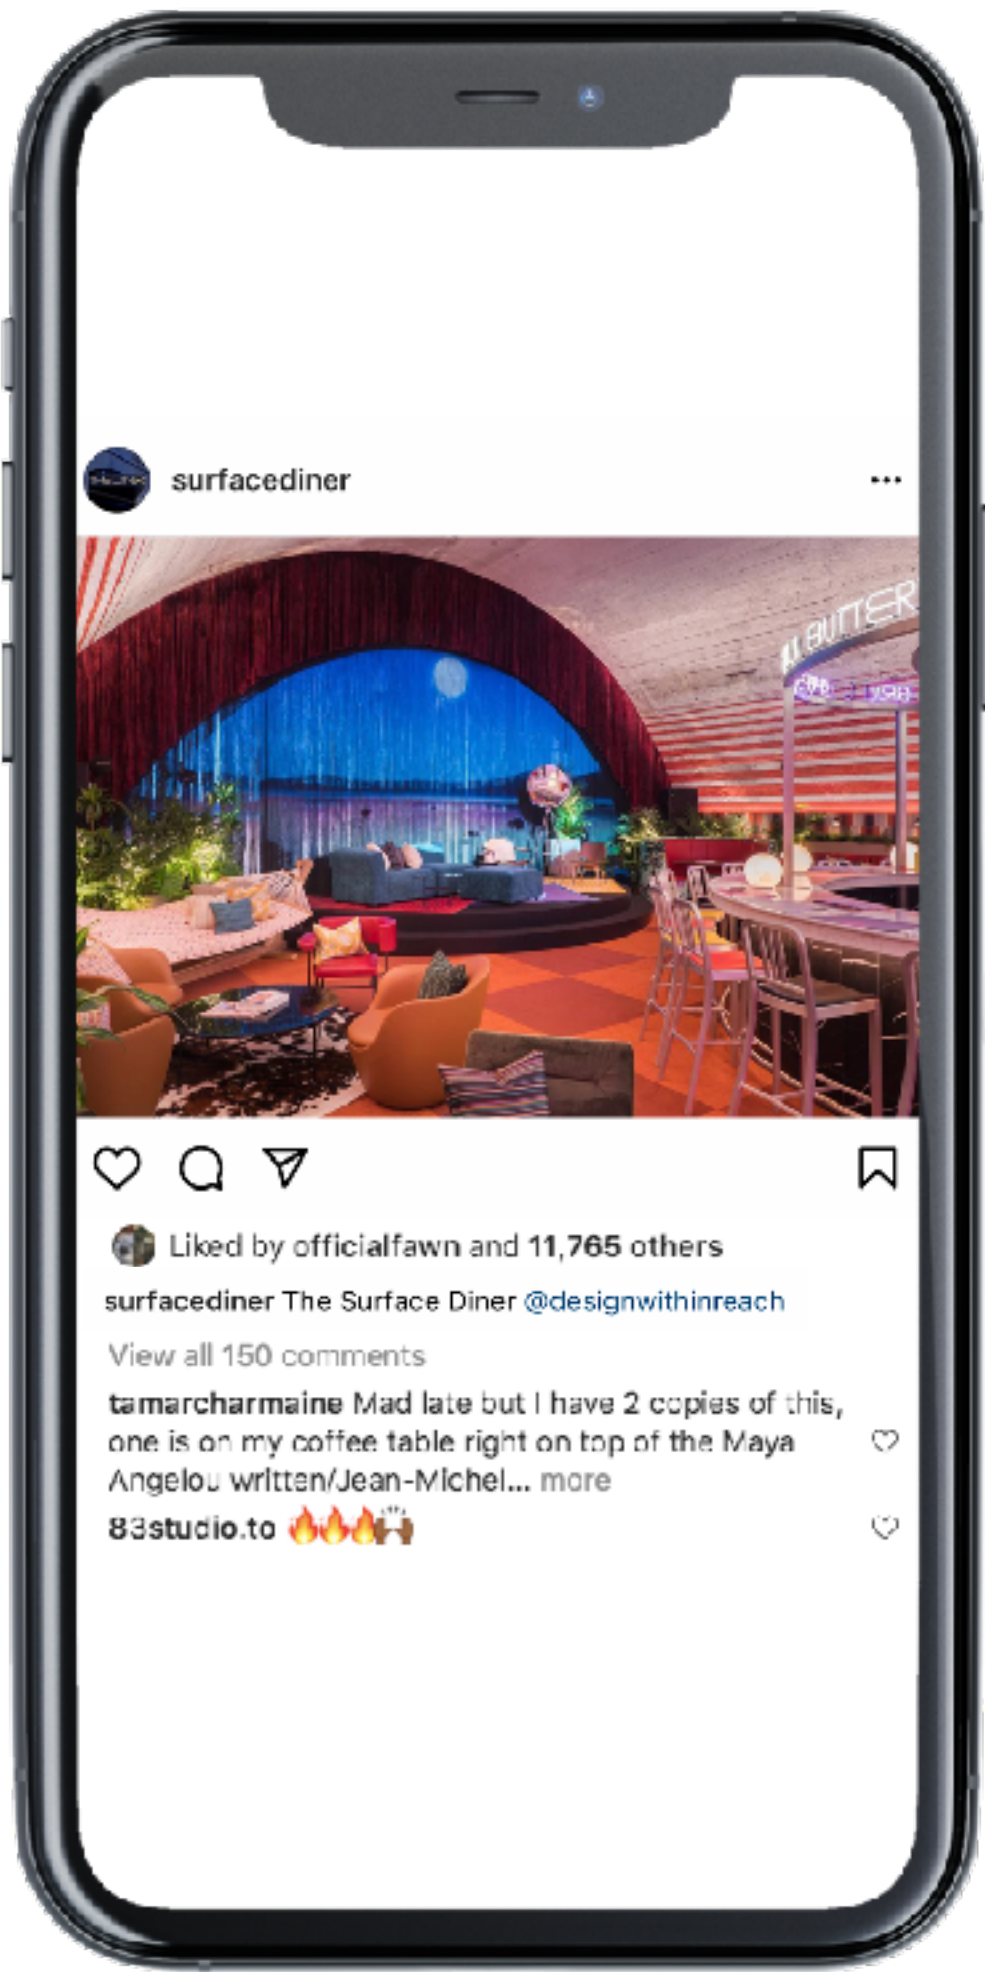 surfacediner
BUTTER
Liked by officialfawn and 11,765 others
surfacediner The Surface Diner @designwithinreach
View all 150 comments
tamarcharmaine Mad late but I have 2 copies of this,
one is on my coffee table right on top of the Maya
Angelou written/Jean-Michel... more
83studio.to 🔥🔥🔥🙌🏾